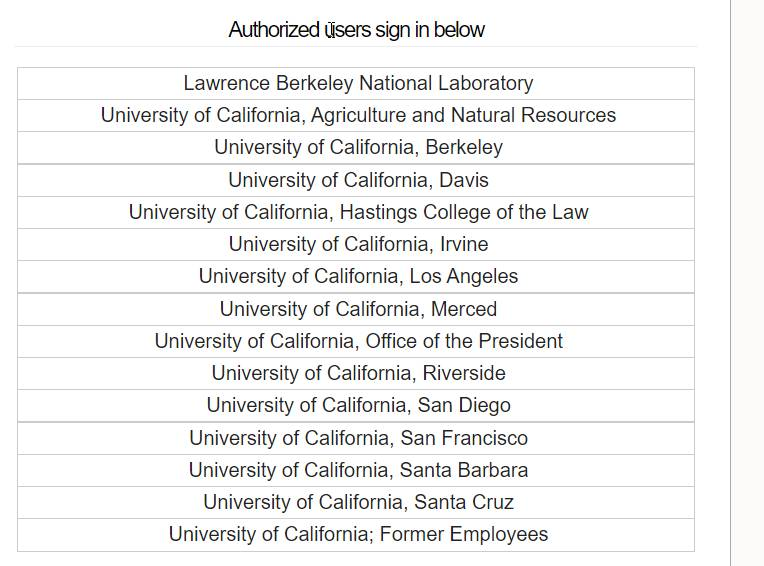 Authorized users sign in below
Lawrence Berkeley National Laboratory
University of California, Agriculture and Natural Resources
University of California, Berkeley
University of California, Davis
University of California, Hastings College of the Law
University of California, Irvine
University of California, Los Angeles
University of California, Merced
University of California, Office of the President
University of California, Riverside
University of California, San Diego
University of California, San Francisco
University of California, Santa Barbara
University of California, Santa Cruz
University of California; Former Employees